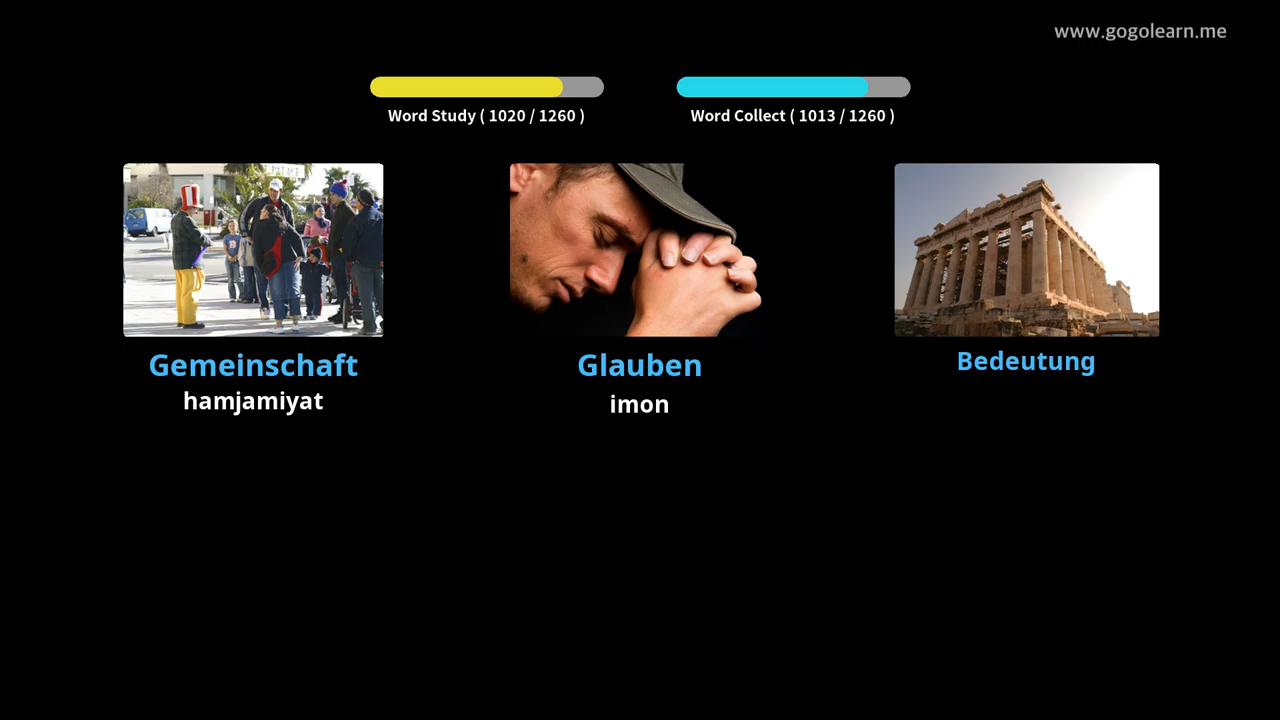 www.gogolearn.me
Word Study ( 1020 / 1260 )
Word Collect ( 1013 / 1260 )
Gemeinschaft
hamjamiyat
Glauben
imon
Bedeutung